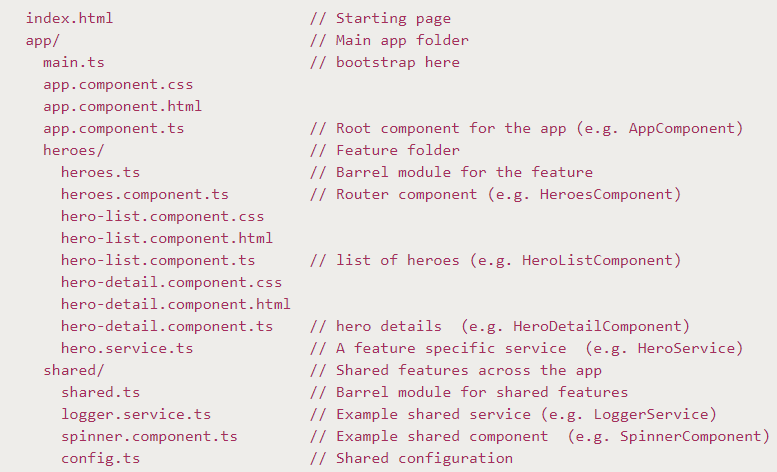 index.html // Starting page
app/ // Main app folder
main.ts // bootstrap here
app.component.css
app.component.html
app.component.ts // Root component for the app (e.g. AppComponent)
heroes/ // Feature folder
heroes.ts // Barrel module for the feature
heroes.component.ts // Router component (e.g. HeroesComponent)
hero-list.component.css
hero-list.component.html
hero-list.component.ts // list of heroes (e.g. HeroListComponent)
hero-detail.component.css
hero-detail.component.html
hero-detail.component.ts // hero details (e.g. HeroDetailComponent)
hero.service.ts // A feature specific service (e.g. HeroService)
shared/ // Shared features across the app
shared.ts // Barrel module for shared features
logger.service.ts // Example shared service (e.g. LoggerService)
spinner.component.ts // Example shared component (e.g. SpinnerComponent)
config.ts // Shared configuration